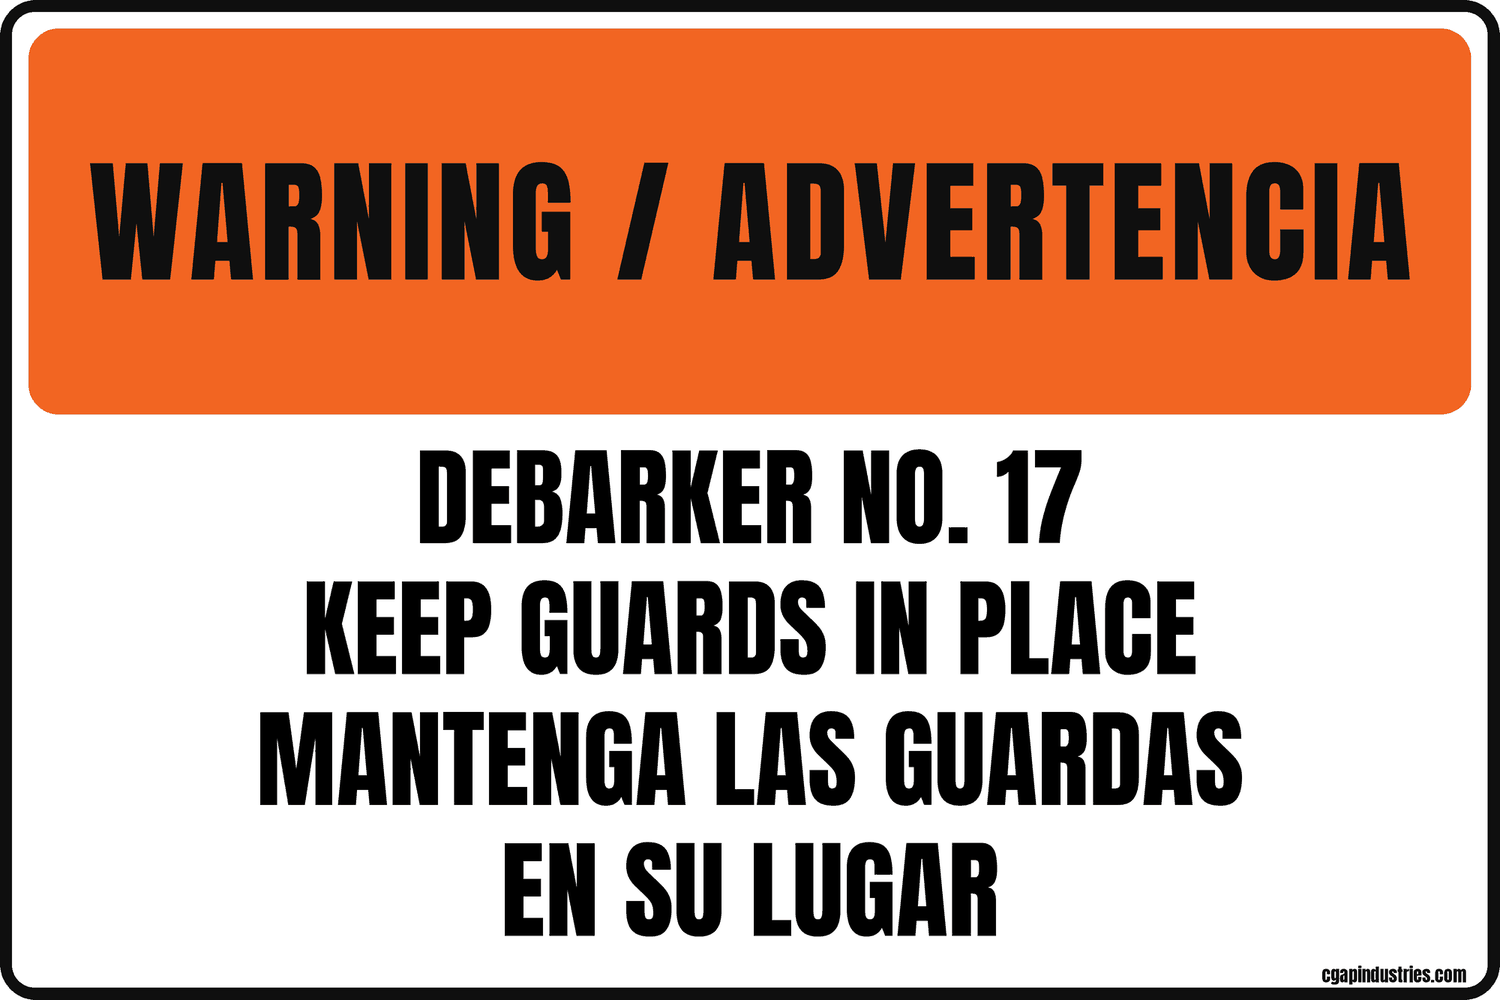 WARNING / ADVERTENCIA
DEBARKER NO. 17
KEEP GUARDS IN PLACE
MANTENGA LAS GUARDAS
EN SU LUGAR
cgapindustries.com